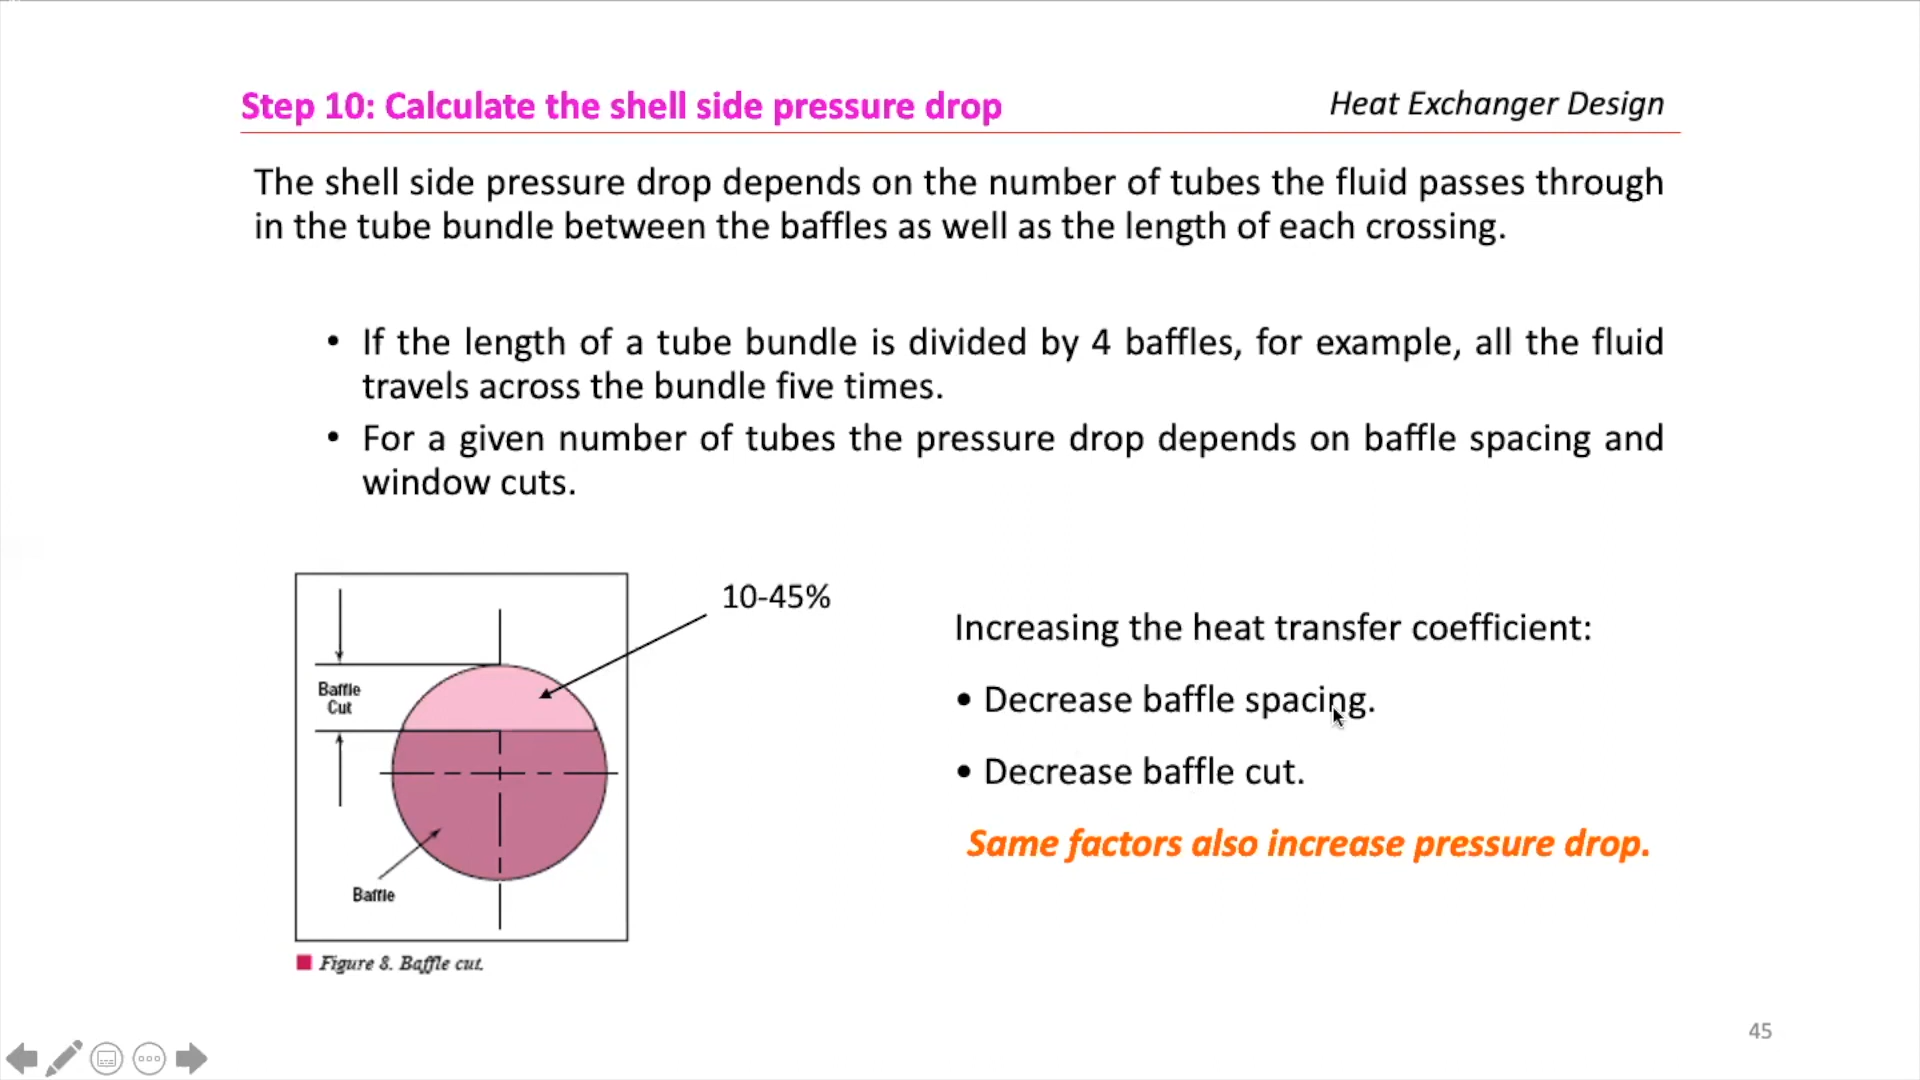 Step 10: Calculate the shell side pressure drop
Heat Exchanger Design
The shell side pressure drop depends on the number of tubes the fluid passes through
in the tube bundle between the baffles as well as the length of each crossing.
• If the length of a tube bundle is divided by 4 baffles, for example, all the fluid
travels across the bundle five times.
• For a given number of tubes the pressure drop depends on baffle spacing and
window cuts.
10-45%
Baffle
Cut
Baffle
Figure 8. Baffle cut.
Increasing the heat transfer coefficient:
• Decrease baffle spacing.
• Decrease baffle cut.
Same factors also increase pressure drop.
45